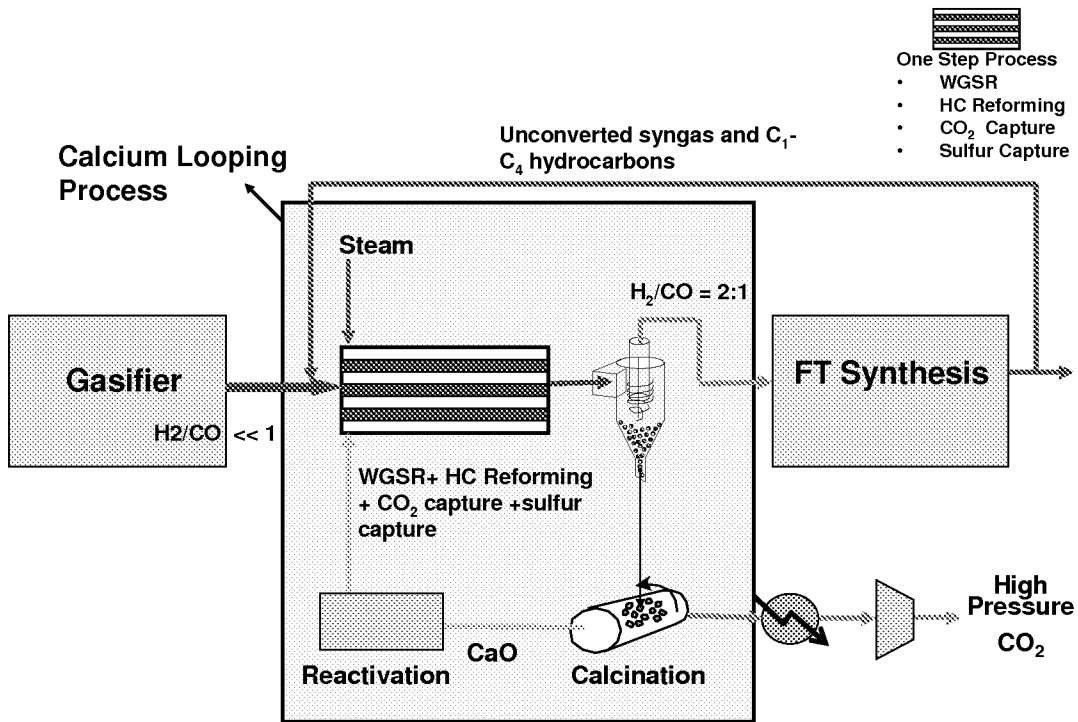 One Step Process
• WGSR
• HC Reforming
• CO₂ Capture
• Sulfur Capture
Unconverted syngas and C₁-
C₄ hydrocarbons
Calcium Looping
Process
Steam
H₂/CO = 2:1
Gasifier
FT Synthesis
H2/CO << 1
WGSR+ HC Reforming
+ CO₂ capture +sulfur
capture
High
Pressure
CO₂
CaO
Reactivation
Calcination